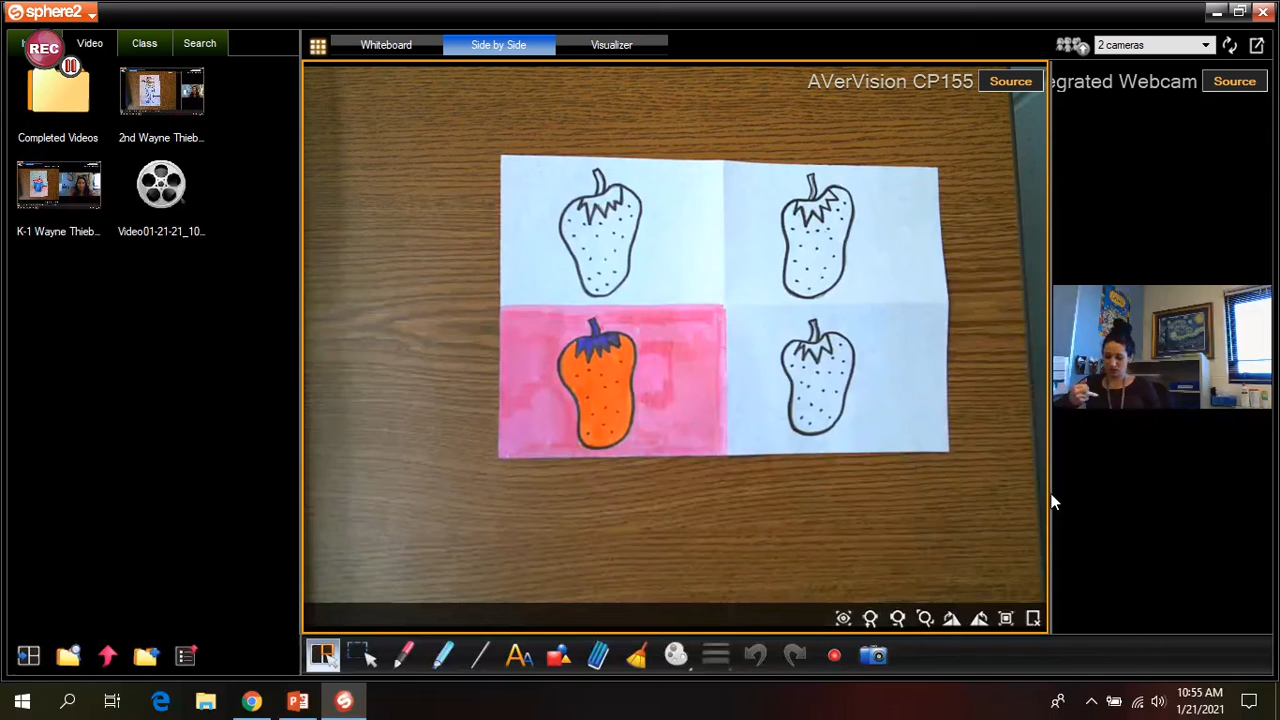 sphere2
REC
Video
Class
Search
Whiteboard
Side by Side
Visualizer
2 cameras
AVerVision CP155
Source
egrated Webcam
Source
Completed Videos
2nd Wayne Thieb...
K-1 Wayne Thieb...
Video01-21-21_10...
10:55 AM
1/21/2021